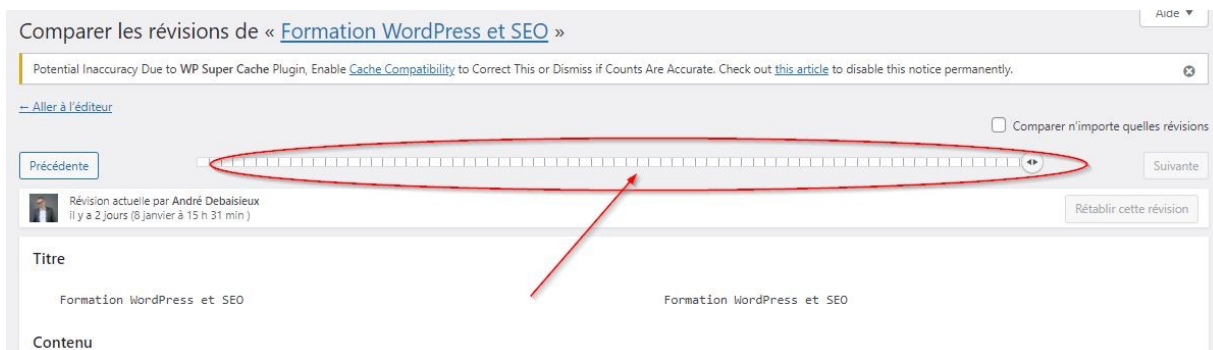 Aide ▼
Comparer les révisions de « Formation WordPress et SEO »
Potential Inaccuracy Due to WP Super Cache Plugin, Enable Cache Compatibility to Correct This or Dismiss if Counts Are Accurate. Check out this article to disable this notice permanently.
← Aller à l'éditeur
Comparer n'importe quelles révisions
Précédente
Suivante
Révision actuelle par André Debaisieux
il y a 2 jours (8 janvier à 15 h 31 min )
Rétablir cette révision
Titre
Formation WordPress et SEO Formation WordPress et SEO
Contenu